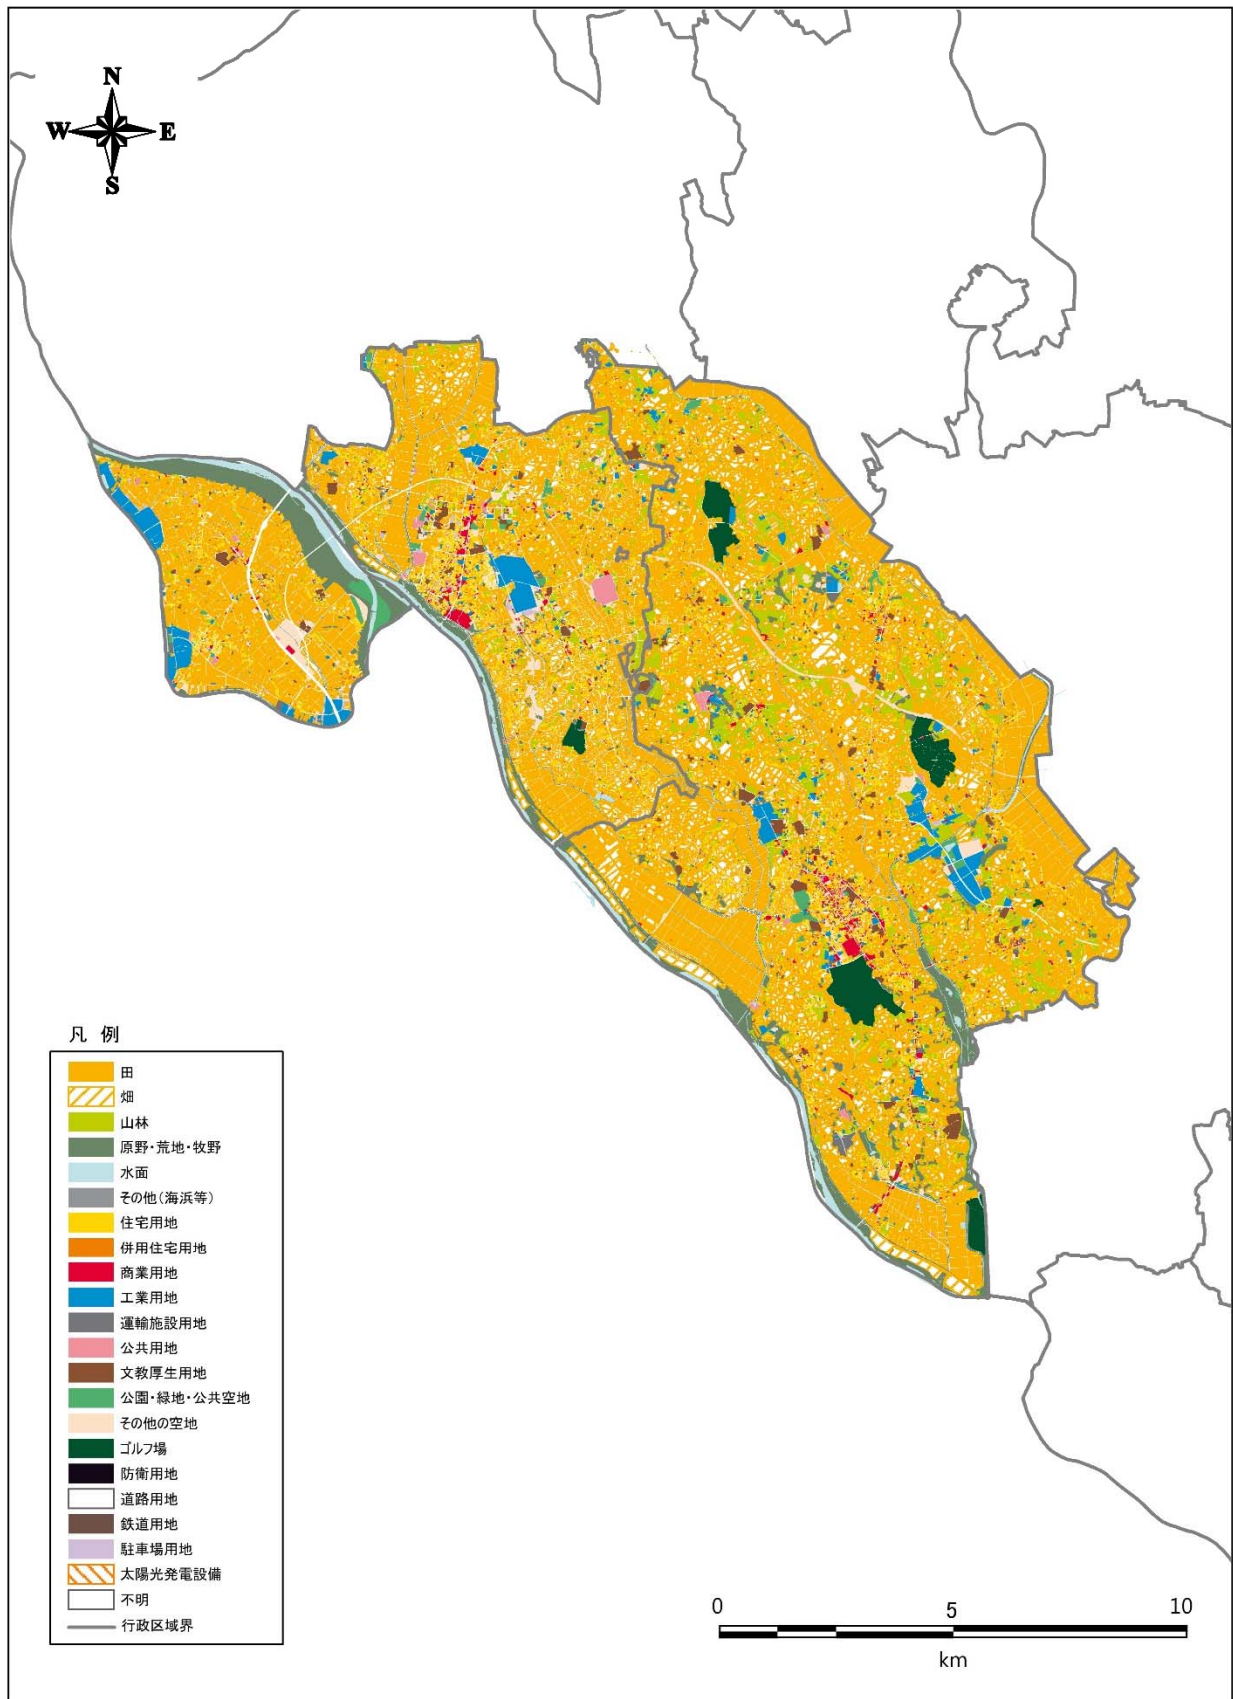 N
W
E
S
凡 例
田
畑
山林
原野・荒地・牧野
水面
その他（海浜等）
住宅用地
併用住宅用地
商業用地
工業用地
運輸施設用地
公共用地
文教厚生用地
公園・緑地・公共空地
その他の空地
ゴルフ場
防衛用地
道路用地
鉄道用地
駐車場用地
太陽光発電設備
不明
行政区域界
0 5 10
km